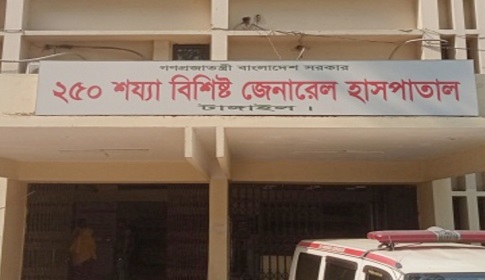 গণপ্রজাতন্ত্রী বাংলাদেশ সরকার
২৫০ শয্যা বিশিষ্ট জেনারেল হাসপাতাল
টাঙ্গাইল।